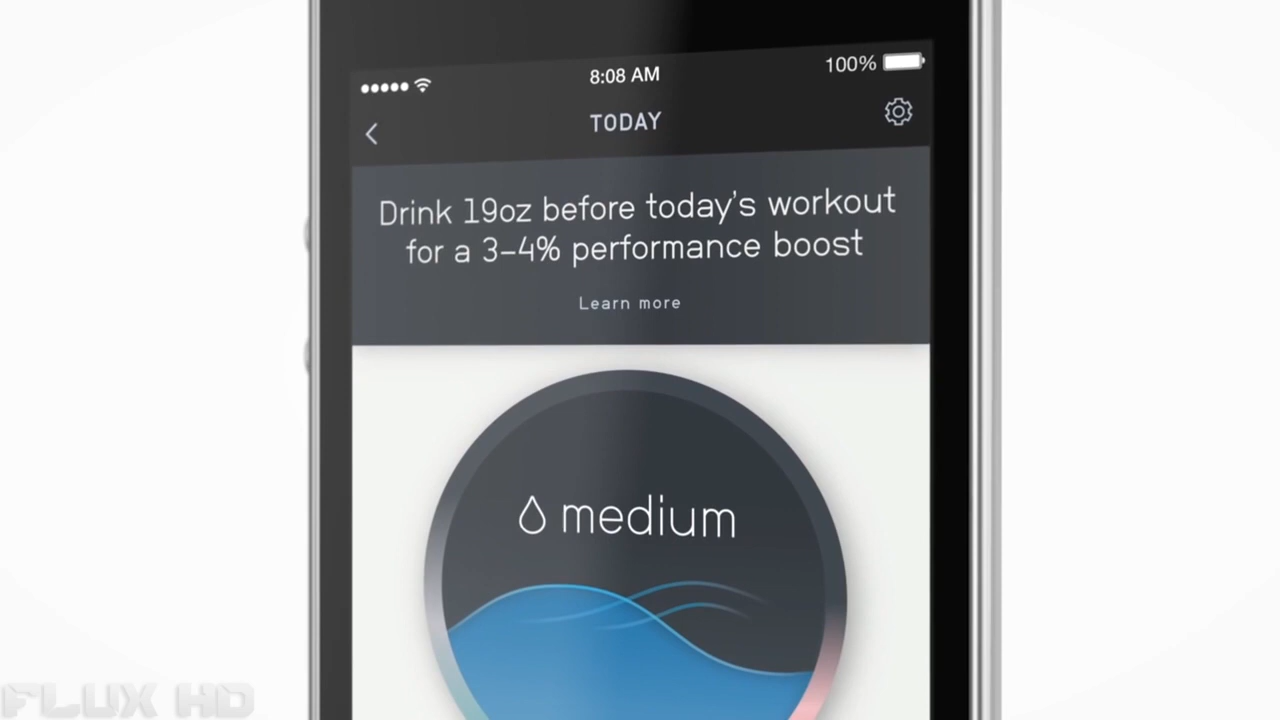 8:08 AM
100%
TODAY
Drink 19oz before today's workout
for a 3–4% performance boost
Learn more
medium
FLUX HD